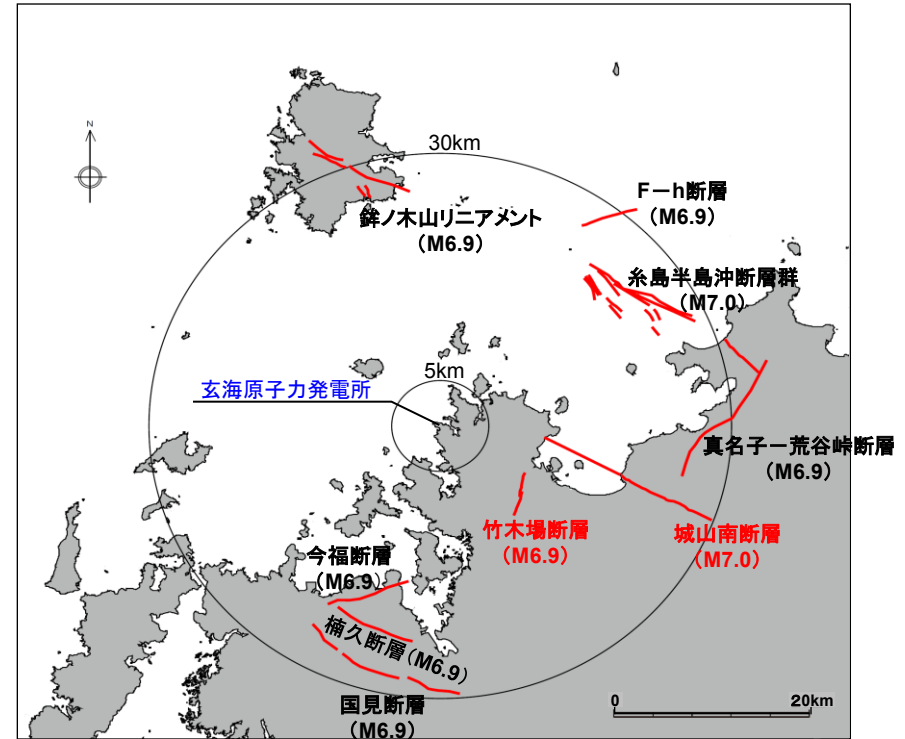 N
30km
F－h断層
(M6.9)
鉾ノ木山リニアメント
(M6.9)
糸島半島沖断層群
(M7.0)
5km
玄海原子力発電所
真名子－荒谷峠断層
(M6.9)
竹木場断層
(M6.9)
城山南断層
(M7.0)
今福断層
(M6.9)
楠久断層(M6.9)
国見断層
(M6.9)
0 20km